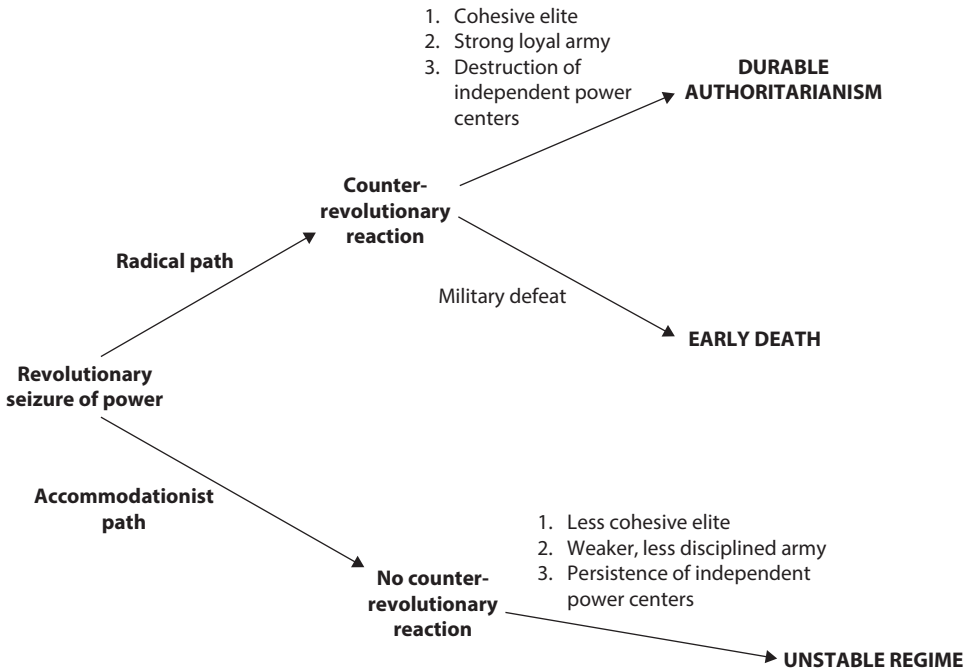 1. Cohesive elite
2. Strong loyal army
3. Destruction of
independent power
centers
DURABLE
AUTHORITARIANISM
Counter-
revolutionary
reaction
Radical path
Military defeat
EARLY DEATH
Revolutionary
seizure of power
Accommodationist
path
1. Less cohesive elite
2. Weaker, less disciplined army
3. Persistence of independent
power centers
No counter-
revolutionary
reaction
UNSTABLE REGIME